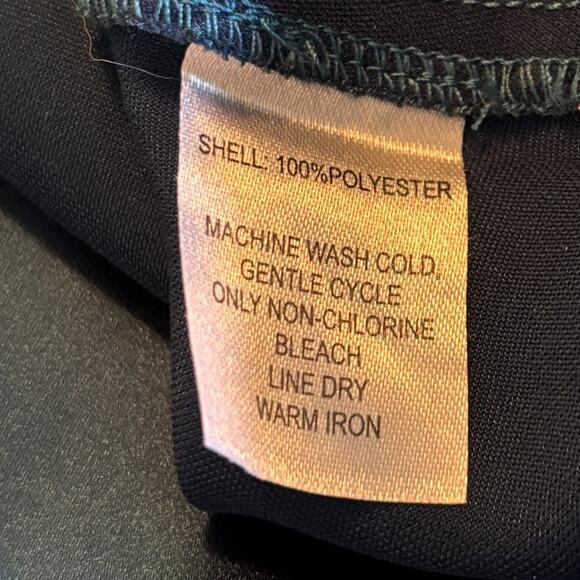 SHELL: 100%POLYESTER
MACHINE WASH COLD,
GENTLE CYCLE
ONLY NON-CHLORINE
BLEACH
LINE DRY
WARM IRON